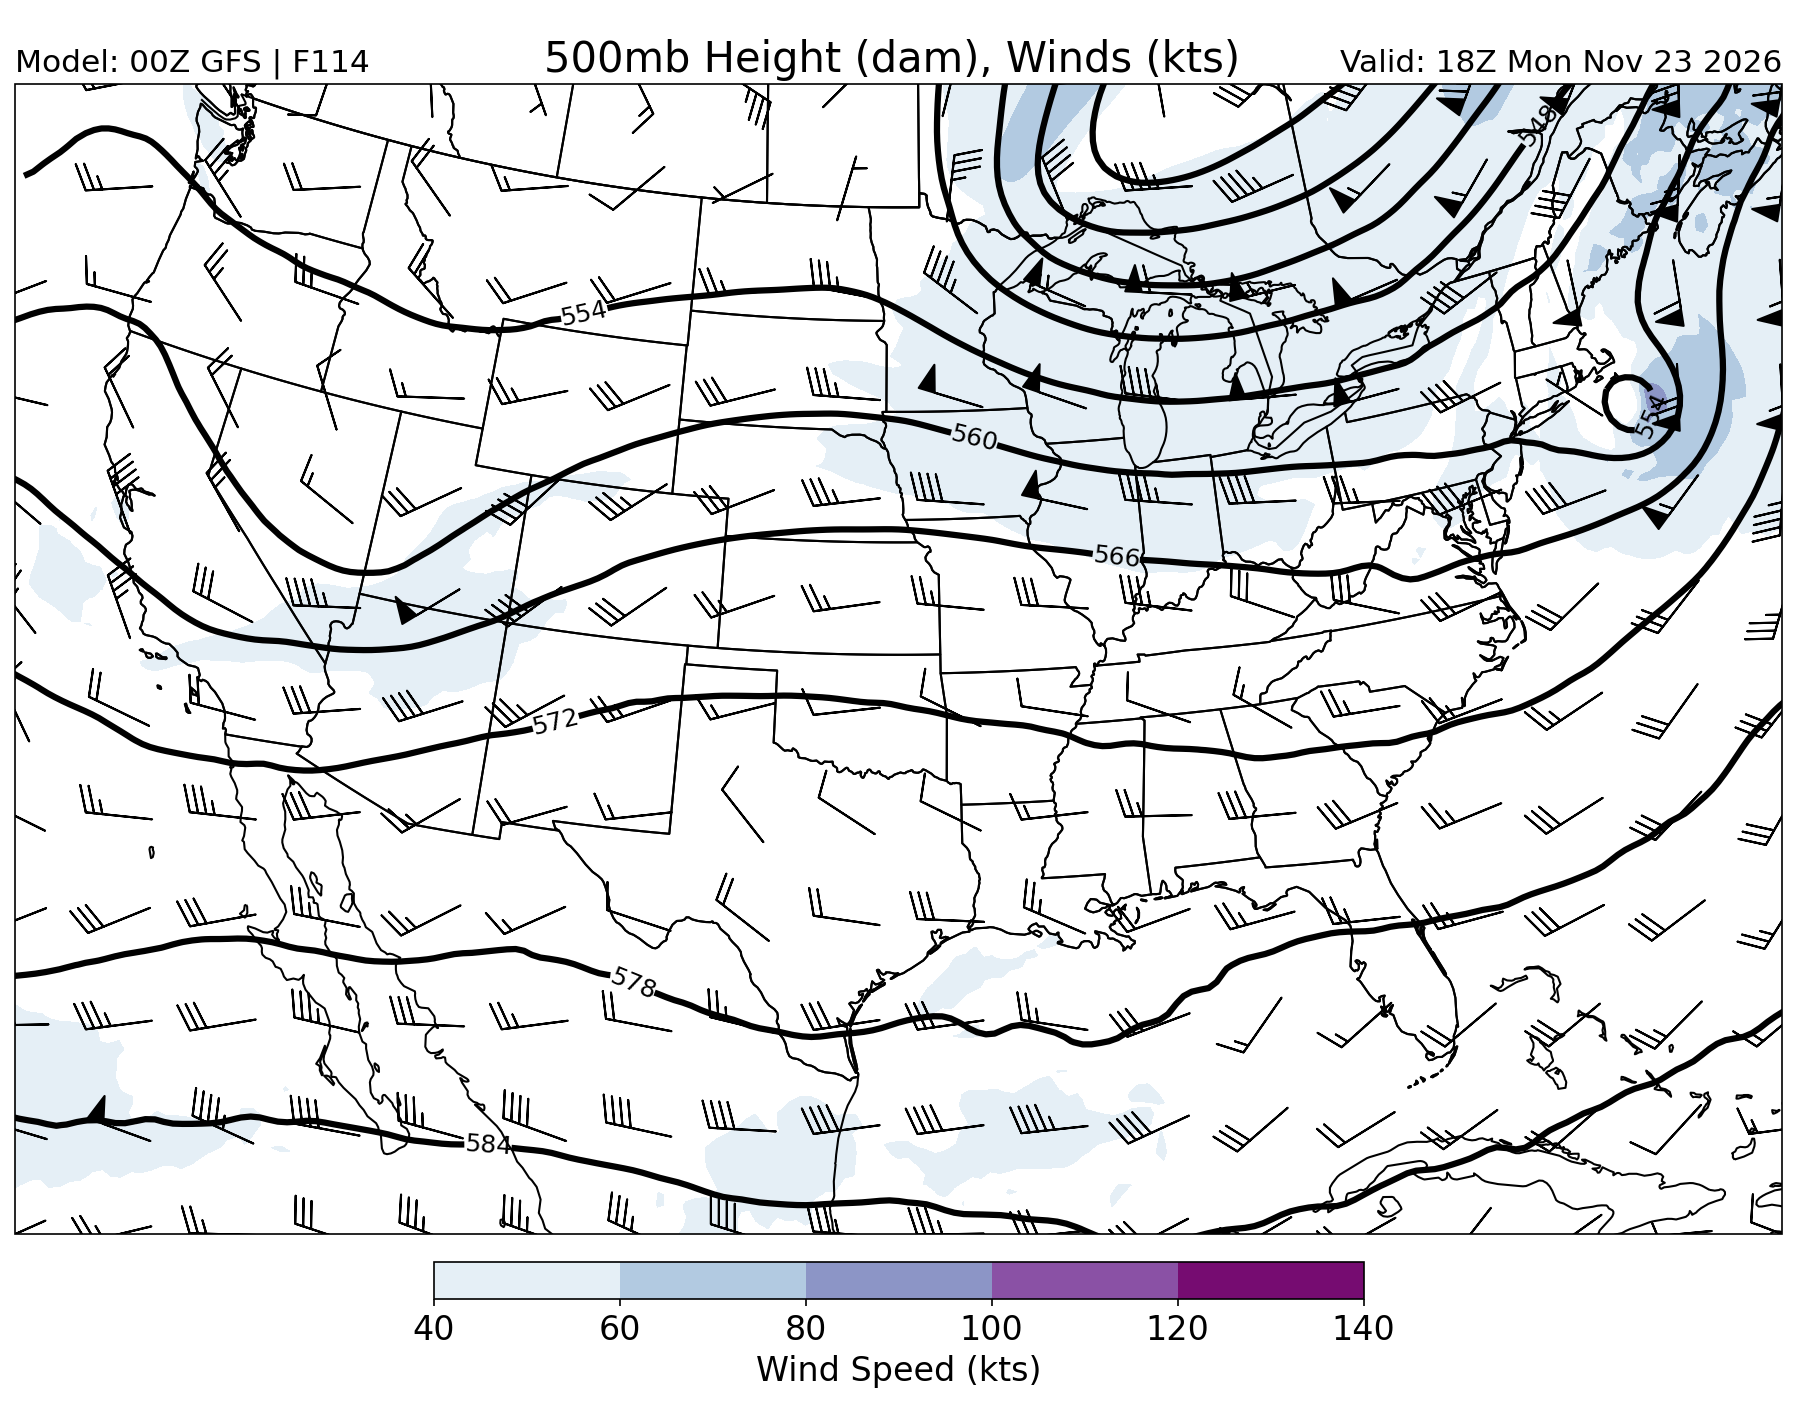 Model: 00Z GFS | F114
500mb Height (dam), Winds (kts)
Valid: 18Z Mon Nov 23 2026
548
554
554
560
566
572
578
584
40 60 80 100 120 140
Wind Speed (kts)